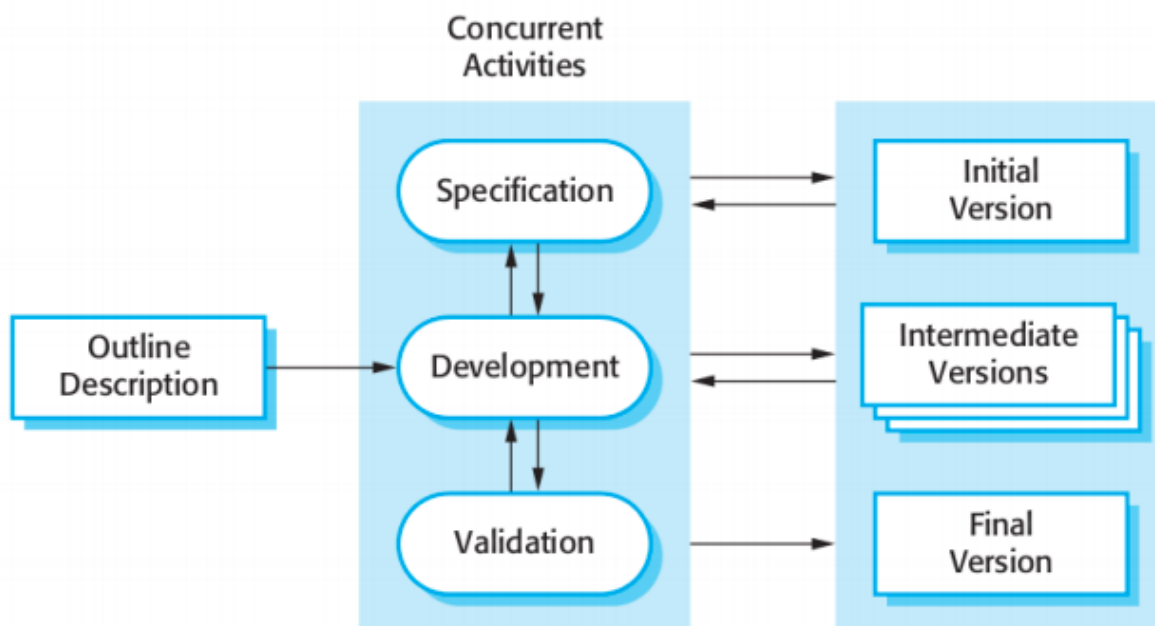 Concurrent
Activities
Specification
Initial
Version
Outline
Description
Development
Intermediate
Versions
Validation
Final
Version